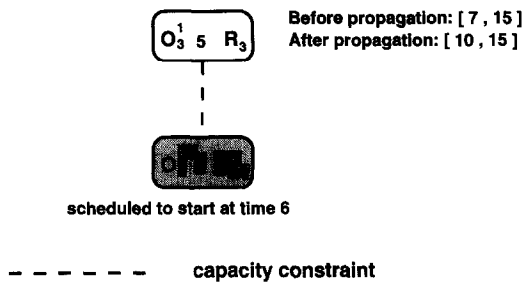 O₃¹ 5 R₃
Before propagation: [ 7 , 15 ]
After propagation: [ 10 , 15 ]
scheduled to start at time 6
capacity constraint